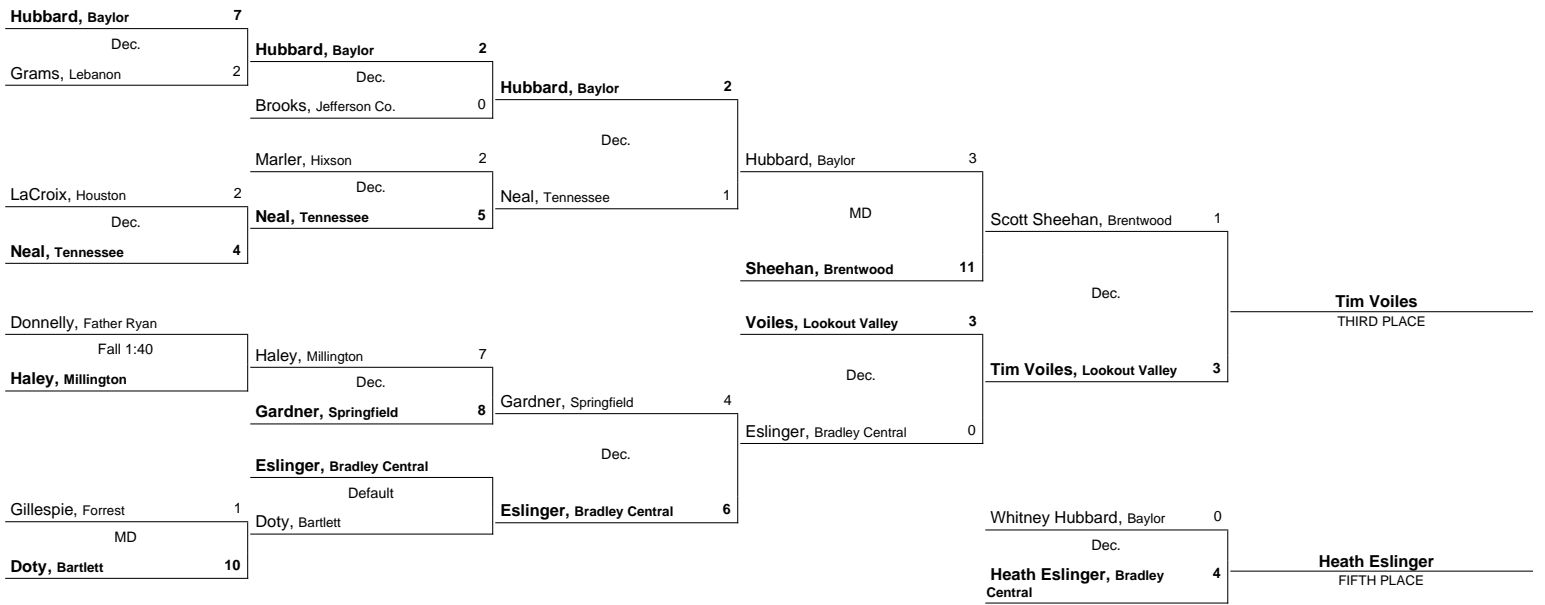 Hubbard, Baylor 7
Dec.
Grams, Lebanon 2
LaCroix, Houston 2
Dec.
Neal, Tennessee 4
Donnelly, Father Ryan
Fall 1:40
Haley, Millington
Gillespie, Forrest 1
MD
Doty, Bartlett 10
Hubbard, Baylor 2
Dec.
Brooks, Jefferson Co. 0
Marler, Hixson 2
Dec.
Neal, Tennessee 5
Haley, Millington 7
Dec.
Gardner, Springfield 8
Eslinger, Bradley Central
Default
Doty, Bartlett
Hubbard, Baylor 2
Dec.
Neal, Tennessee 1
Gardner, Springfield 4
Dec.
Eslinger, Bradley Central 6
Hubbard, Baylor 3
MD
Sheehan, Brentwood 11
Voiles, Lookout Valley 3
Dec.
Eslinger, Bradley Central 0
Scott Sheehan, Brentwood 1
Dec.
Tim Voiles, Lookout Valley 3
Tim Voiles
THIRD PLACE
Whitney Hubbard, Baylor 0
Dec.
Heath Eslinger, Bradley 4
Central
Heath Eslinger
FIFTH PLACE